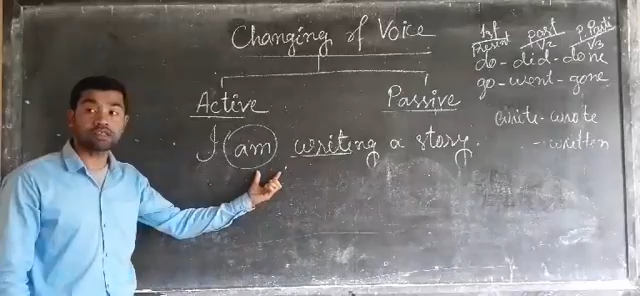 Changing of Voice
Active Passive
I am writing a story.
1st Present past V2 p. Parti V3
do - did - done
go - went - gone
write - wrote
- written